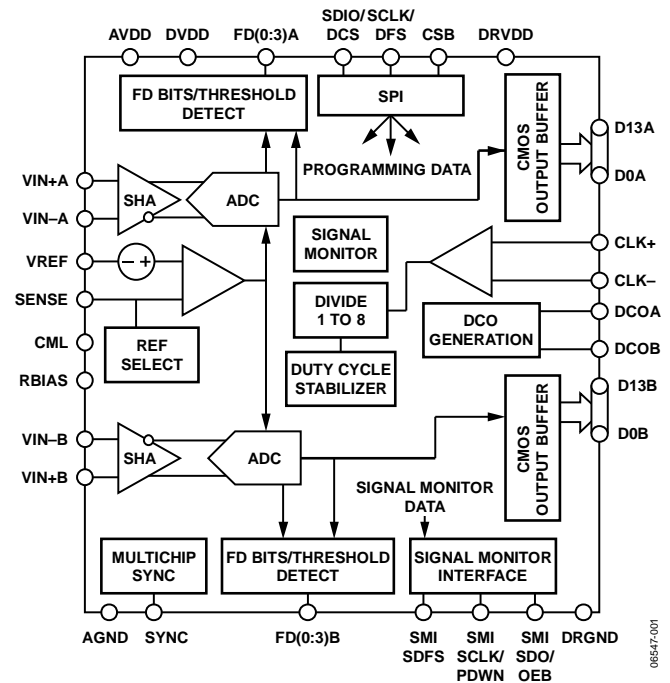 SDIO/ SCLK/
AVDD DVDD FD(0:3)A DCS DFS CSB DRVDD
FD BITS/THRESHOLD
DETECT
SPI
PROGRAMMING DATA
CMOS
OUTPUT BUFFER
D13A
D0A
VIN+A
VIN–A
SHA
ADC
VREF
– +
SENSE
REF
SELECT
SIGNAL
MONITOR
DIVIDE
1 TO 8
DUTY CYCLE
STABILIZER
CLK+
CLK–
DCO
GENERATION
DCOA
DCOB
CML
RBIAS
VIN–B
VIN+B
SHA
ADC
CMOS
OUTPUT BUFFER
D13B
D0B
SIGNAL MONITOR
DATA
MULTICHIP
SYNC
FD BITS/THRESHOLD
DETECT
SIGNAL MONITOR
INTERFACE
AGND SYNC FD(0:3)B SMI SMI SMI DRGND
SDFS SCLK/ SDO/
PDWN OEB
06547-001